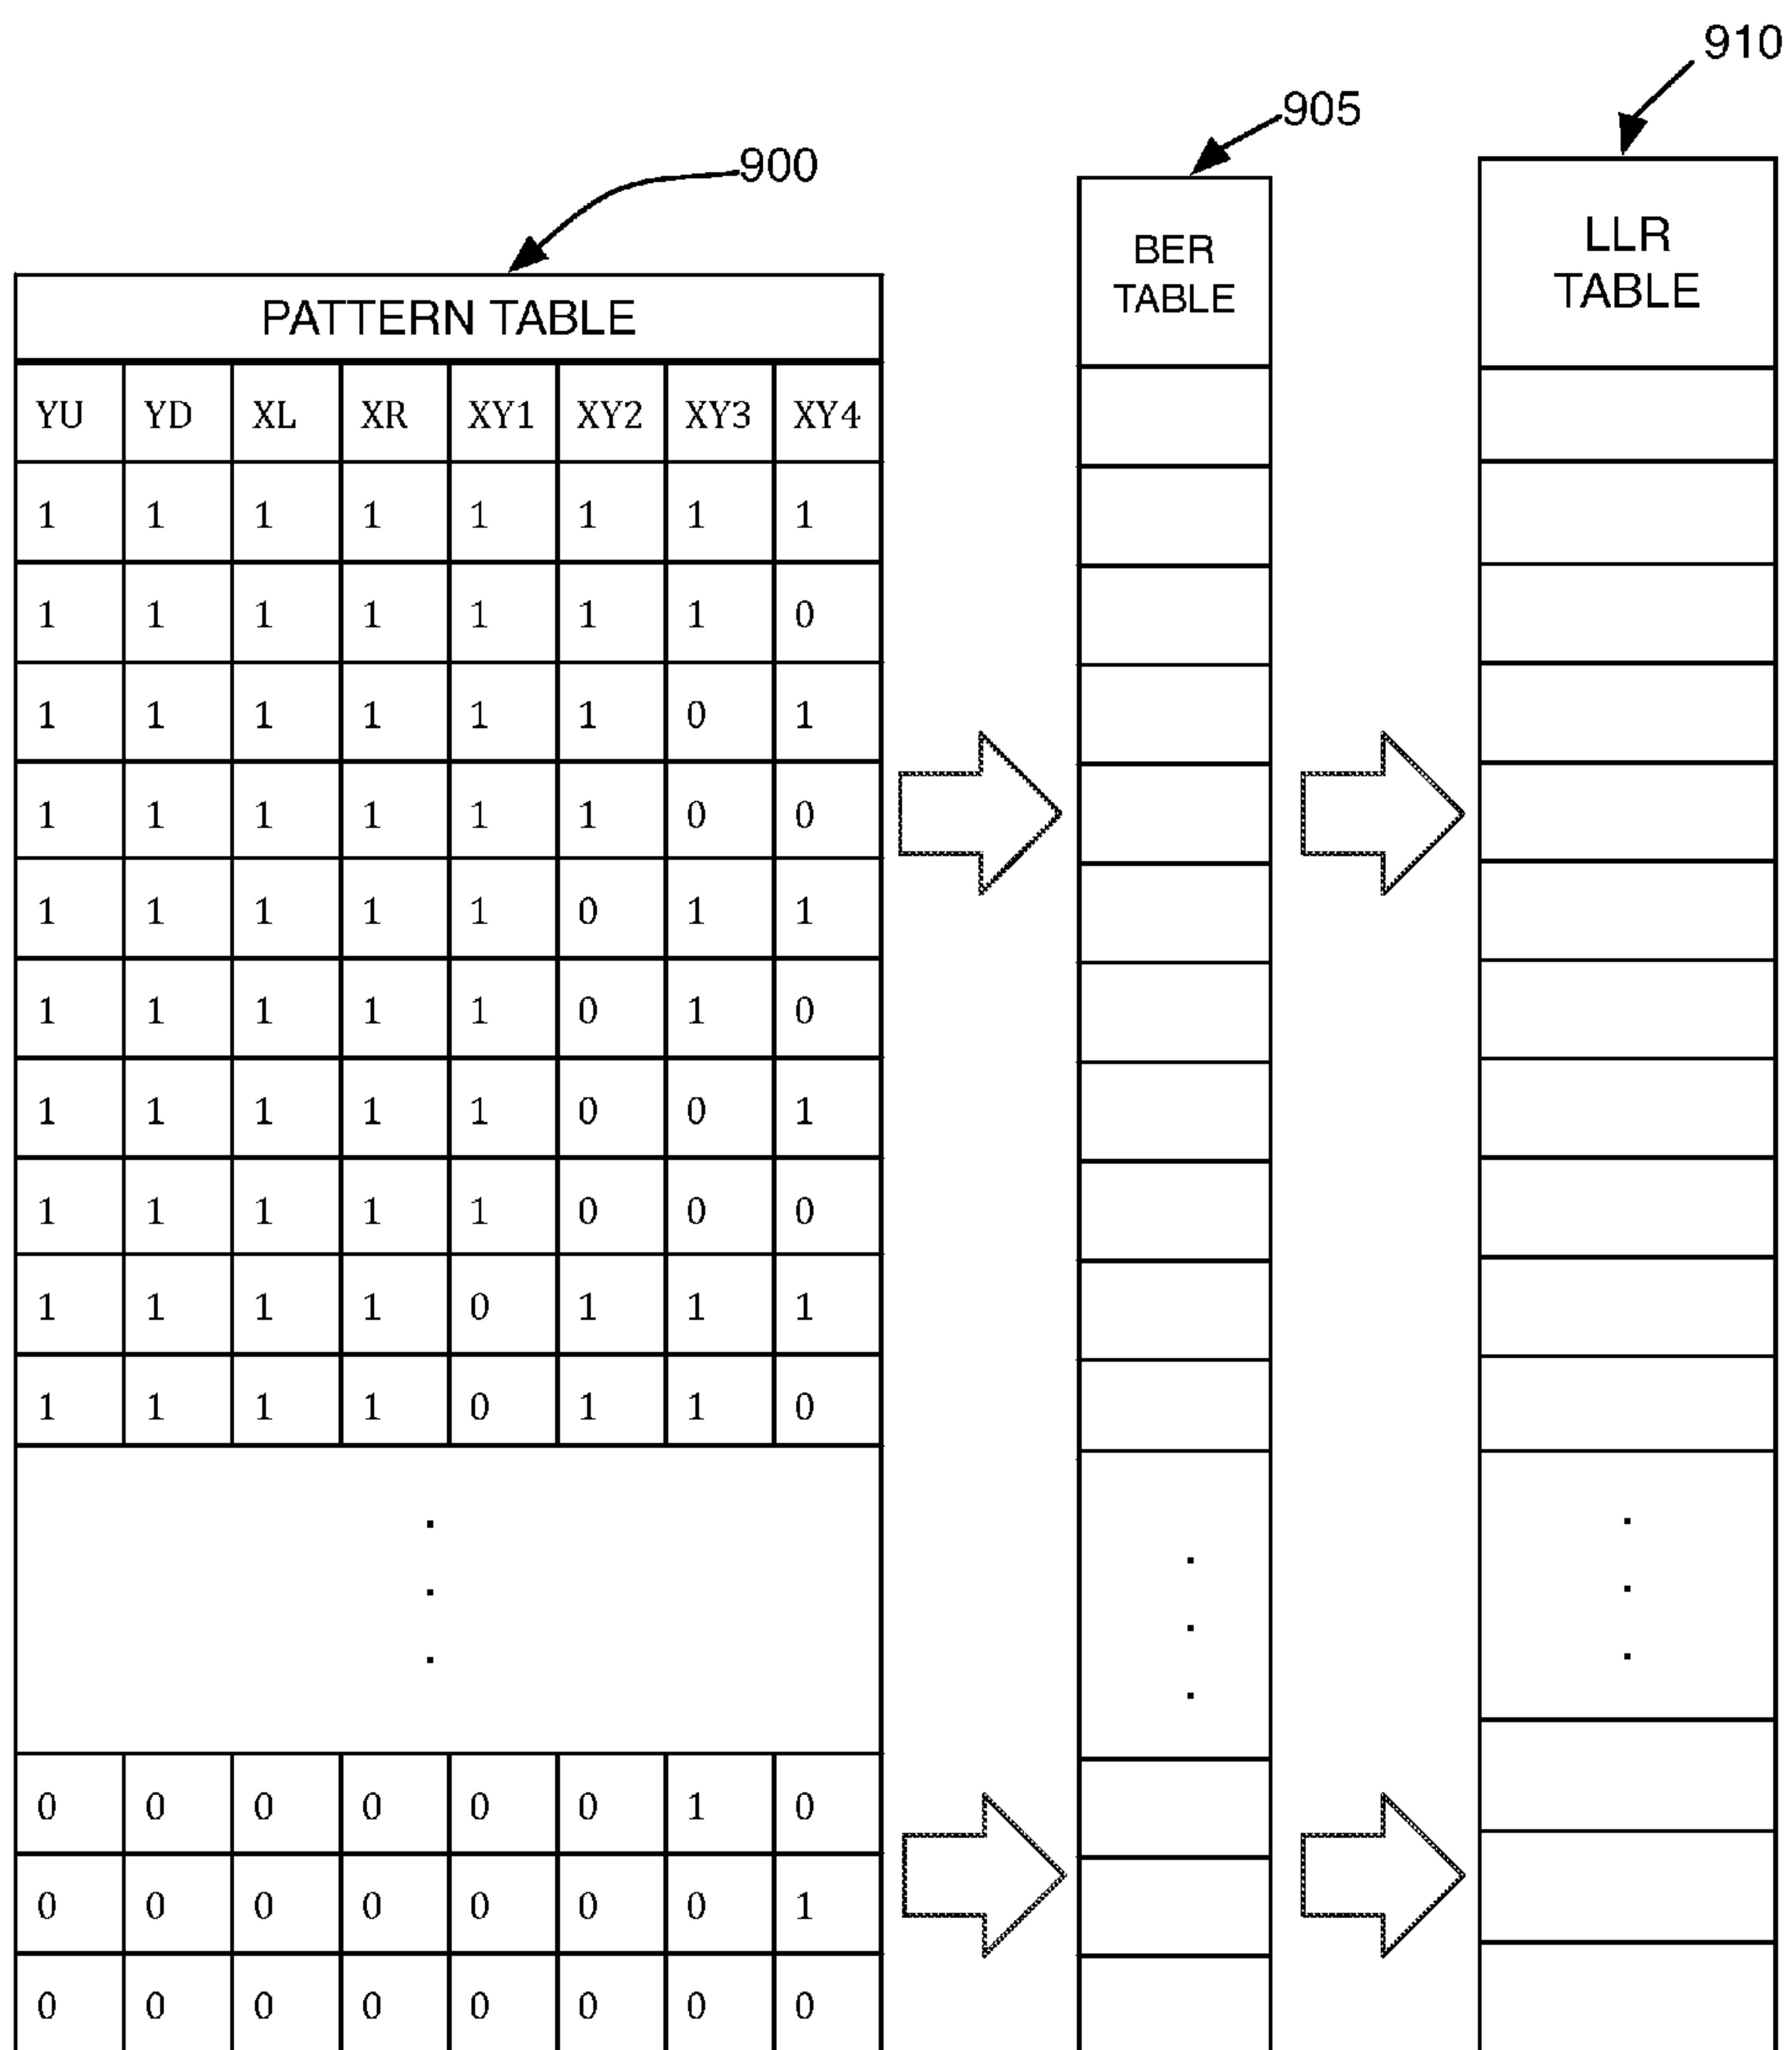 910
905
900
LLR
TABLE
BER
TABLE
PATTERN TABLE
YU YD XL XR XY1 XY2 XY3 XY4
1 1 1 1 1 1 1 1
1 1 1 1 1 1 1 0
1 1 1 1 1 1 0 1
1 1 1 1 1 1 0 0
1 1 1 1 1 0 1 1
1 1 1 1 1 0 1 0
1 1 1 1 1 0 0 1
1 1 1 1 1 0 0 0
1 1 1 1 0 1 1 1
1 1 1 1 0 1 1 0
0 0 0 0 0 0 1 0
0 0 0 0 0 0 0 1
0 0 0 0 0 0 0 0